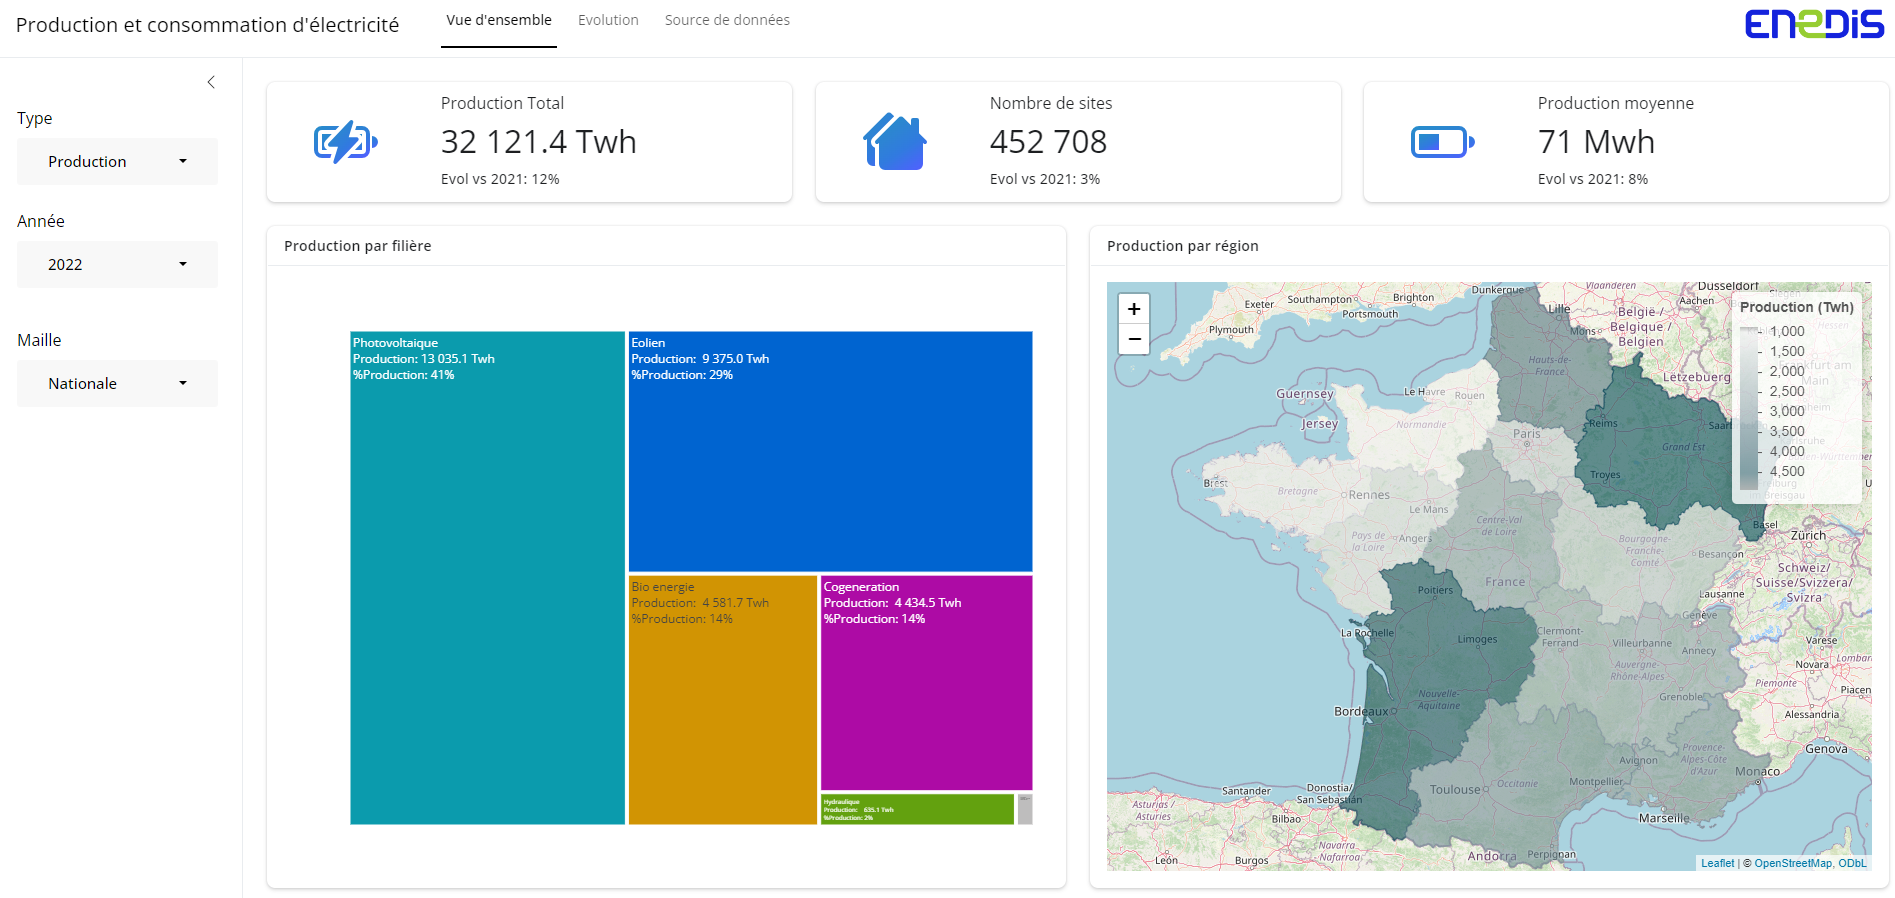 Production et consommation d'électricité
Vue d'ensemble
Evolution
Source de données
ENEDIS
Type
Production
Année
2022
Maille
Nationale
Production Total
32 121.4 Twh
Evol vs 2021: 12%
Nombre de sites
452 708
Evol vs 2021: 3%
Production moyenne
71 Mwh
Evol vs 2021: 8%
Production par filière
Photovoltaique
Production: 13 035.1 Twh
%Production: 41%
Eolien
Production: 9 375.0 Twh
%Production: 29%
Bio energie
Production: 4 581.7 Twh
%Production: 14%
Cogeneration
Production: 4 434.5 Twh
%Production: 14%
Hydraulique
Production: 635.1 Twh
%Production: 2%
Production par région
+
−
Production (Twh)
1,000
1,500
2,000
2,500
3,000
3,500
4,000
4,500
Exeter
Southampton
Brighton
Portsmouth
Plymouth
Dunkerque
Vlaanderen
Düsseldorf
Aachen
Lille
Mons
België /
Belgique /
Belgien
Hauts-de-
France
Lëtzebuerg
Guernsey
Jersey
Le Havre
Rouen
Normandie
Paris
Reims
Grand Est
Troyes
Brest
Bretagne
Rennes
Le Mans
Pays de
la Loire
Angers
Centre-Val
de Loire
Bourgogne-
Franche-
Comté
Besançon
Basel
Zürich
France
Schweiz/
Suisse/Svizzera/
Svizra
Lausanne
Genève
Poitiers
La Rochelle
Limoges
Clermont-
Ferrand
Villeurbanne
Annecy
Auvergne-
Rhône-Alpes
Grenoble
Varese
Lombar
Novara
Piemonte
Piacen
Alessandria
Genova
Bordeaux
Nouvelle-
Aquitaine
Provence-
Alpes-Côte
d'Azur
Avignon
Monaco
Montpellier
Occitanie
Toulouse
Marseille
Santander
Donostia/
San Sebastián
Bilbao
Asturias /
Asturies
León
Burgos
Navarra -
Nafarroa
Andorra
Perpignan
Leaflet | © OpenStreetMap, ODbL